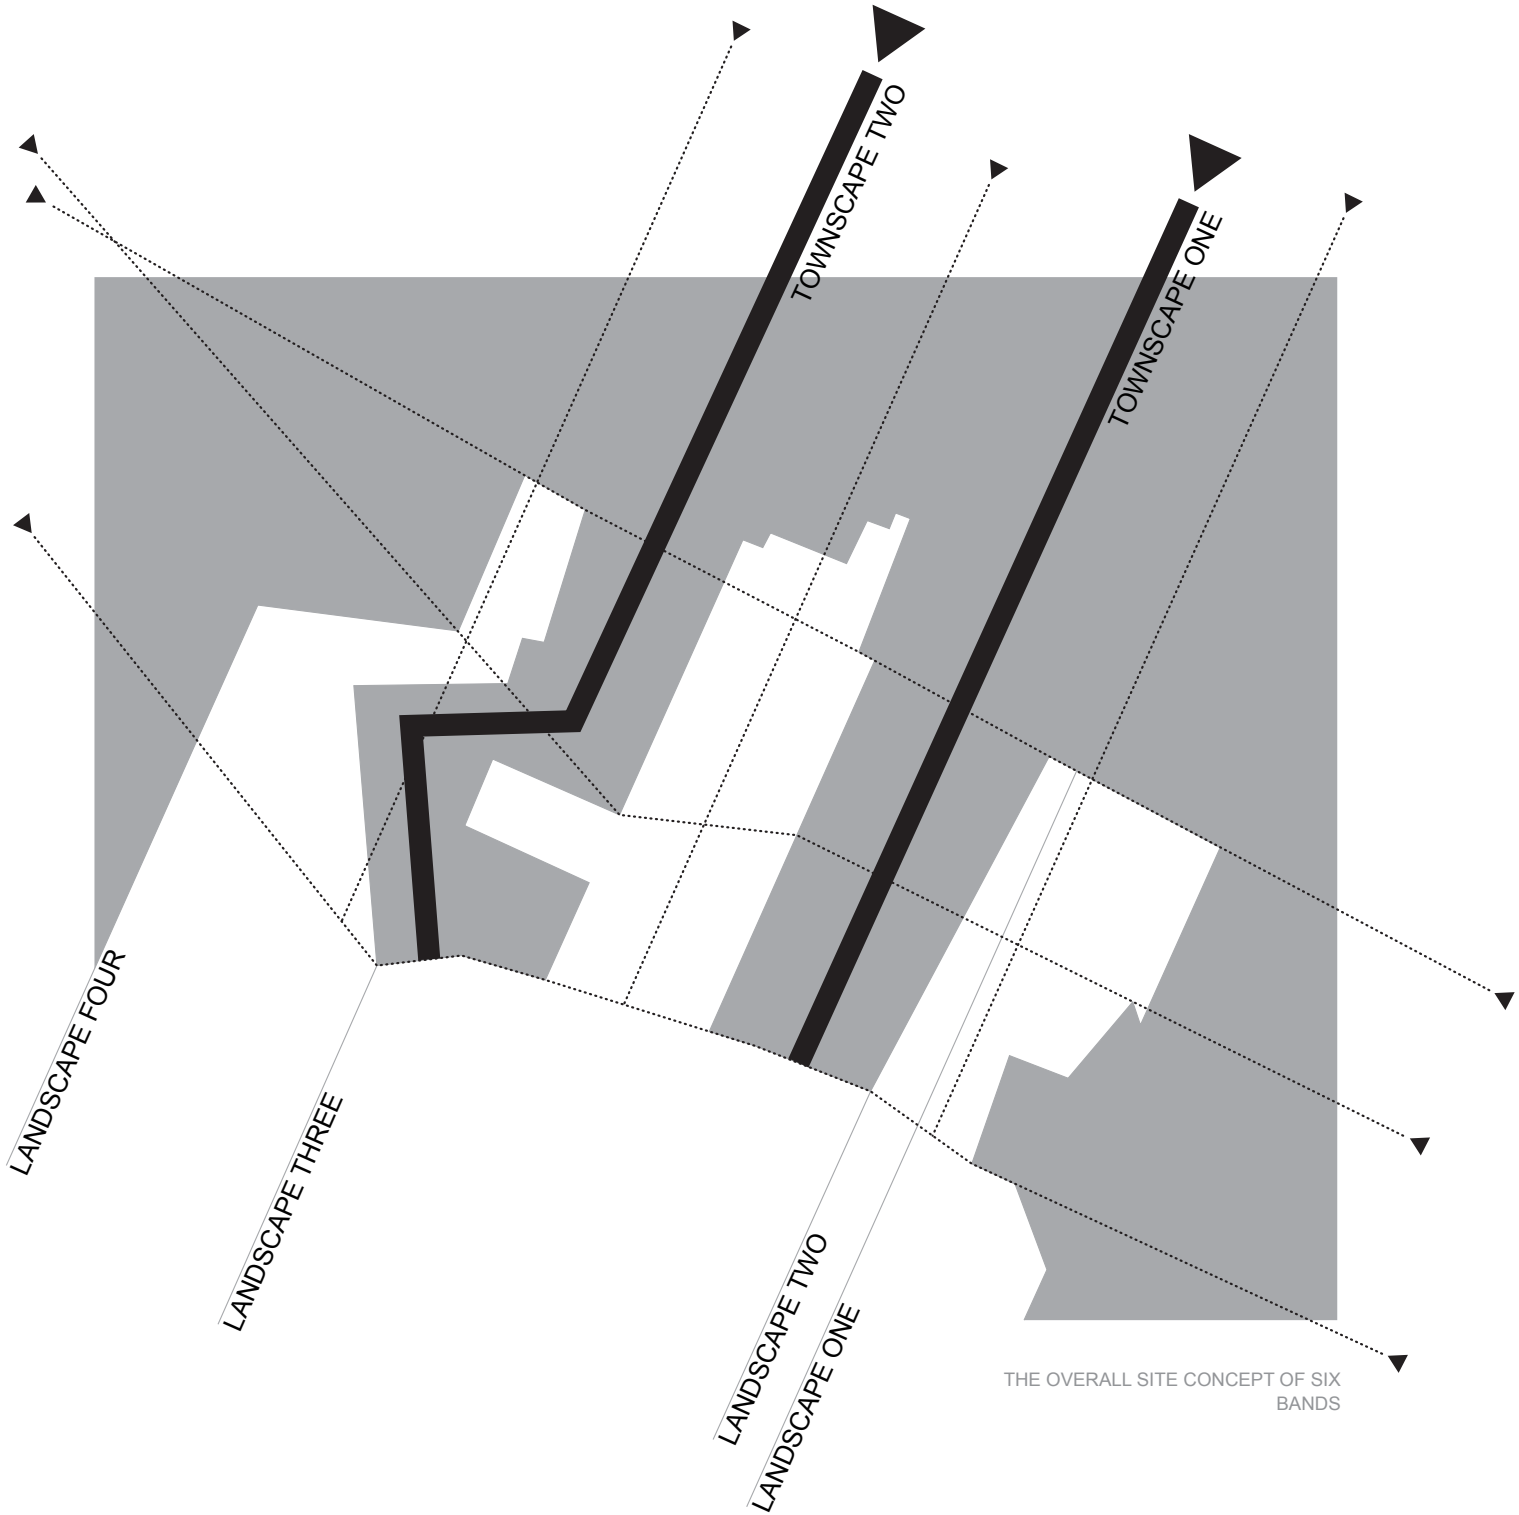 TOWNSCAPE TWO
TOWNSCAPE ONE
LANDSCAPE FOUR
LANDSCAPE THREE
LANDSCAPE TWO
LANDSCAPE ONE
THE OVERALL SITE CONCEPT OF SIX
BANDS